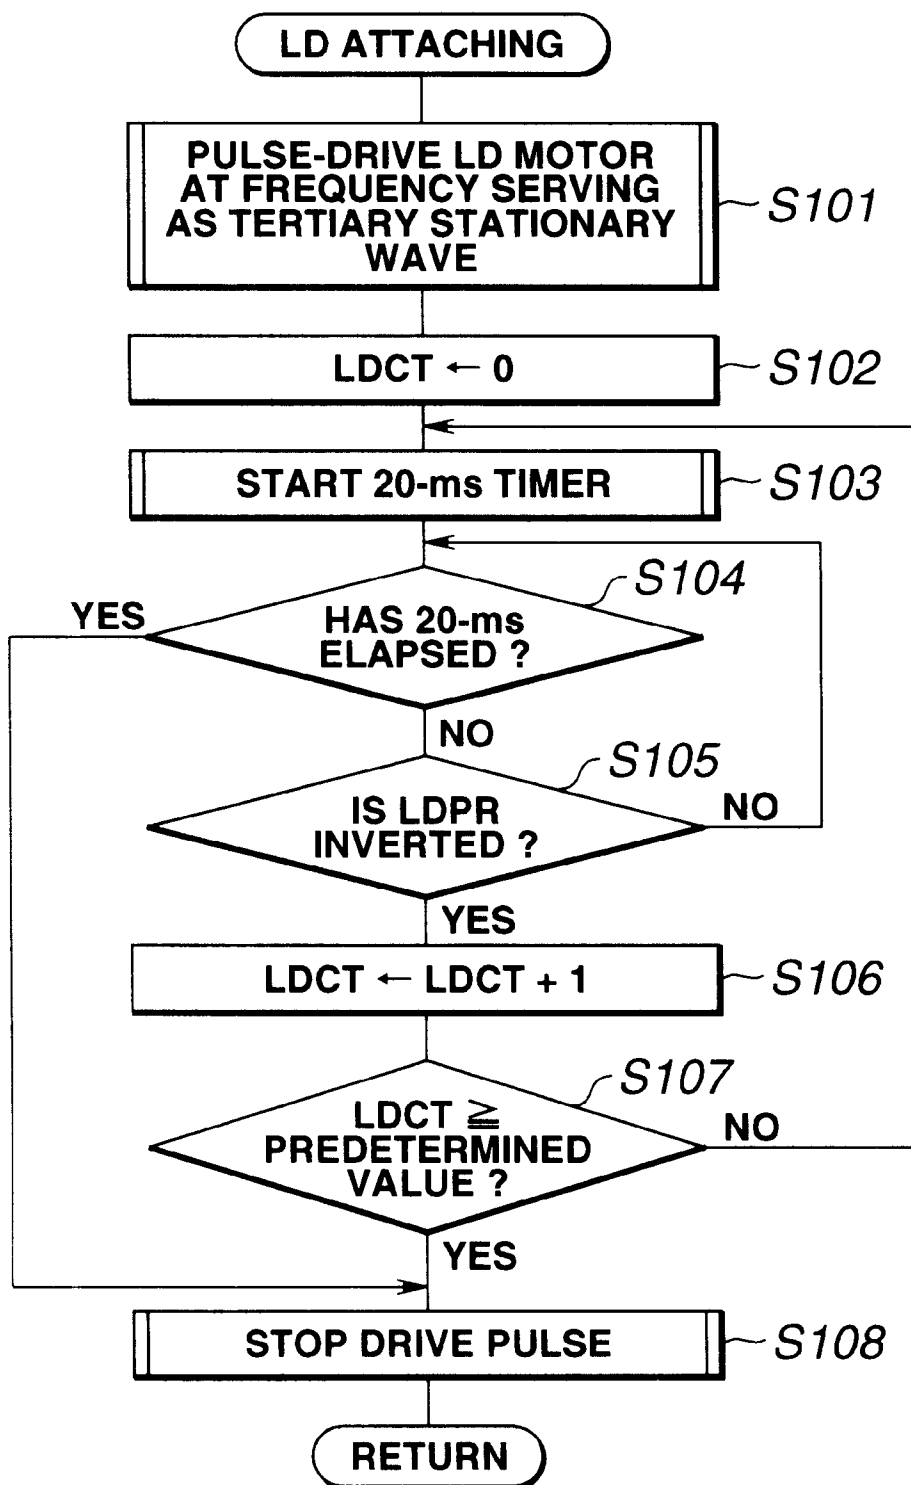 LD ATTACHING
PULSE-DRIVE LD MOTOR
AT FREQUENCY SERVING
AS TERTIARY STATIONARY
WAVE
S101
LDCT ← 0
S102
START 20-ms TIMER
S103
S104
YES
HAS 20-ms
ELAPSED ?
NO
S105
IS LDPR
INVERTED ?
NO
YES
LDCT ← LDCT + 1
S106
S107
LDCT ≧
PREDETERMINED
VALUE ?
NO
YES
STOP DRIVE PULSE
S108
RETURN